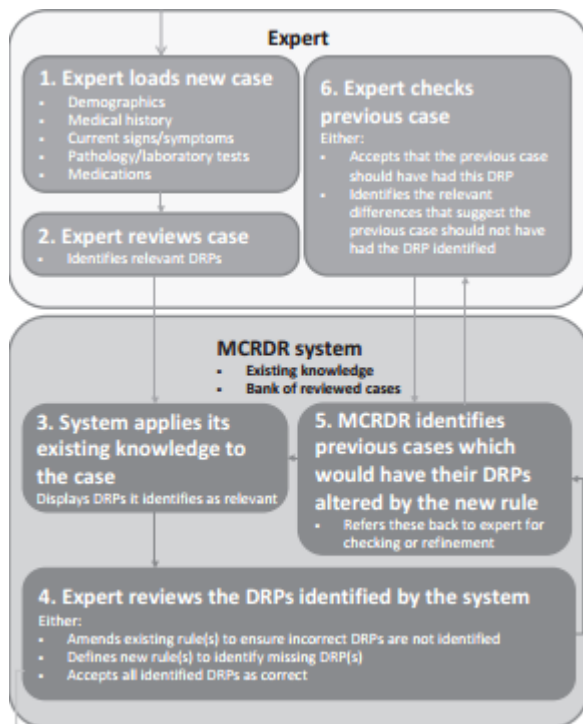 Expert
1. Expert loads new case
▪ Demographics
▪ Medical history
▪ Current signs/symptoms
▪ Pathology/laboratory tests
▪ Medications
2. Expert reviews case
▪ Identifies relevant DRPs
6. Expert checks
previous case
Either:
▪ Accepts that the previous case
should have had this DRP
▪ Identifies the relevant
differences that suggest the
previous case should not have
had the DRP identified
MCRDR system
▪ Existing knowledge
▪ Bank of reviewed cases
3. System applies its
existing knowledge to
the case
Displays DRPs it identifies as relevant
5. MCRDR identifies
previous cases which
would have their DRPs
altered by the new rule
▪ Refers these back to expert for
checking or refinement
4. Expert reviews the DRPs identified by the system
Either:
▪ Amends existing rule(s) to ensure incorrect DRPs are not identified
▪ Defines new rule(s) to identify missing DRP(s)
▪ Accepts all identified DRPs as correct